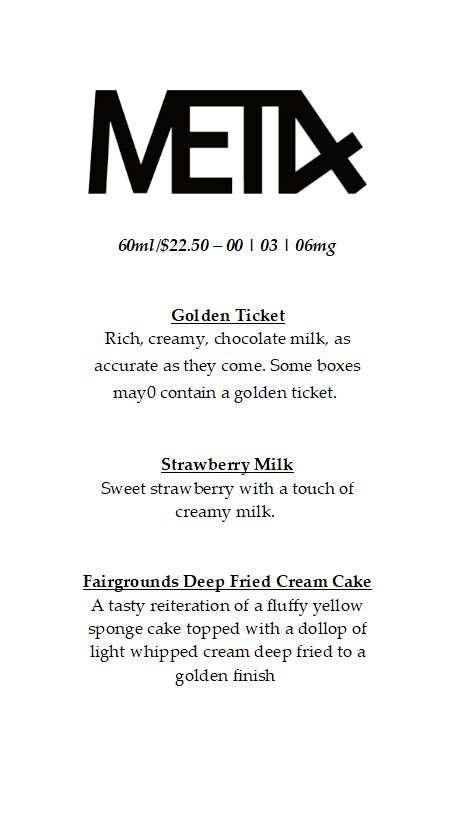 META
60ml/$22.50 – 00 | 03 | 06mg
Golden Ticket
Rich, creamy, chocolate milk, as
accurate as they come. Some boxes
may0 contain a golden ticket.
Strawberry Milk
Sweet strawberry with a touch of
creamy milk.
Fairgrounds Deep Fried Cream Cake
A tasty reiteration of a fluffy yellow
sponge cake topped with a dollop of
light whipped cream deep fried to a
golden finish